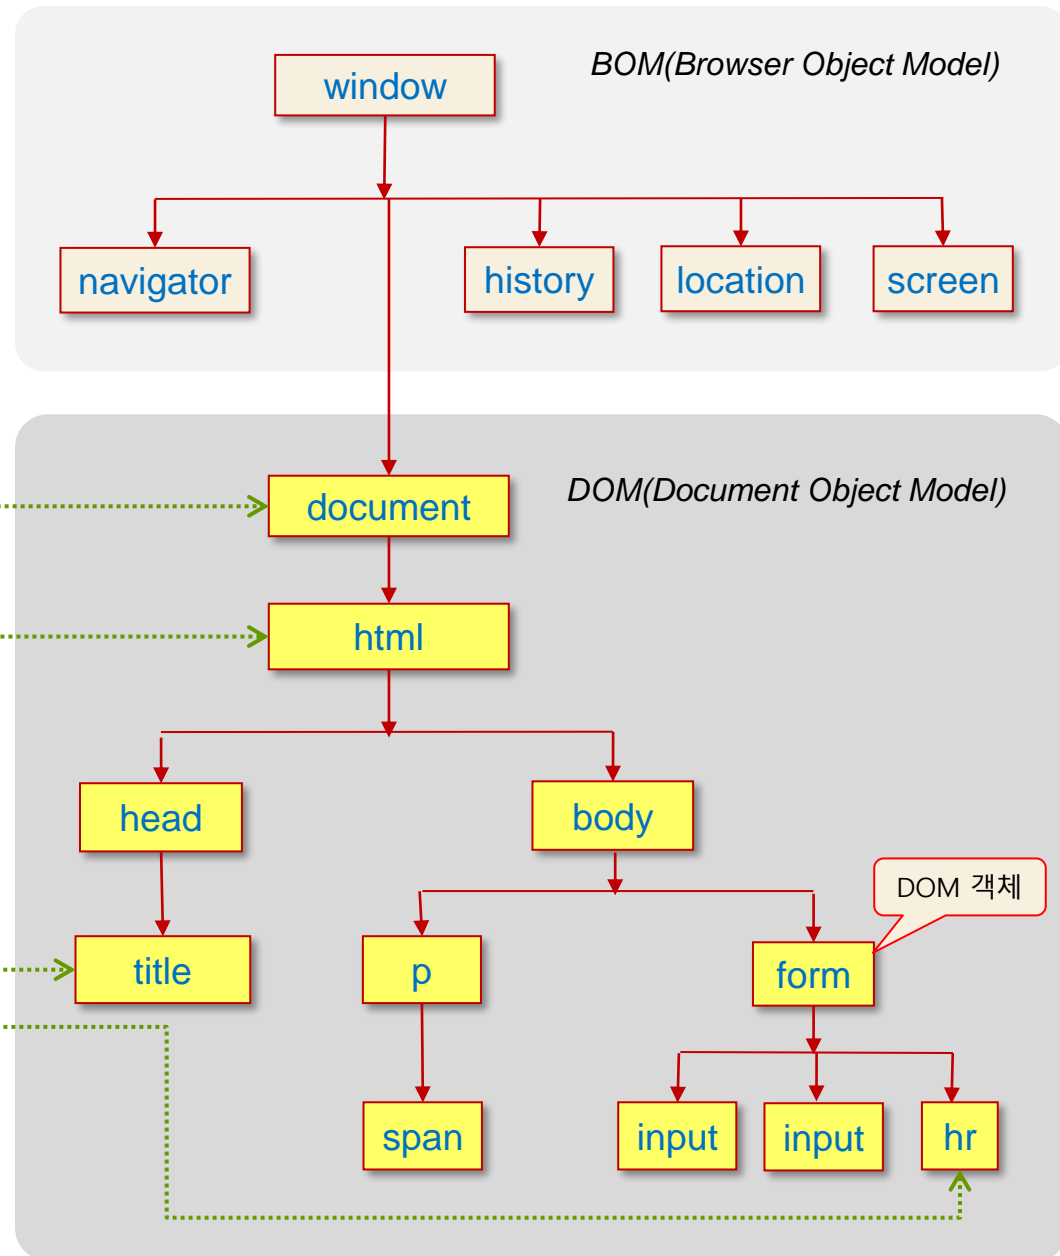 BOM(Browser Object Model)
window
navigator
history
location
screen
DOM(Document Object Model)
document
html
head
body
DOM 객체
title
p
form
span
input
input
hr